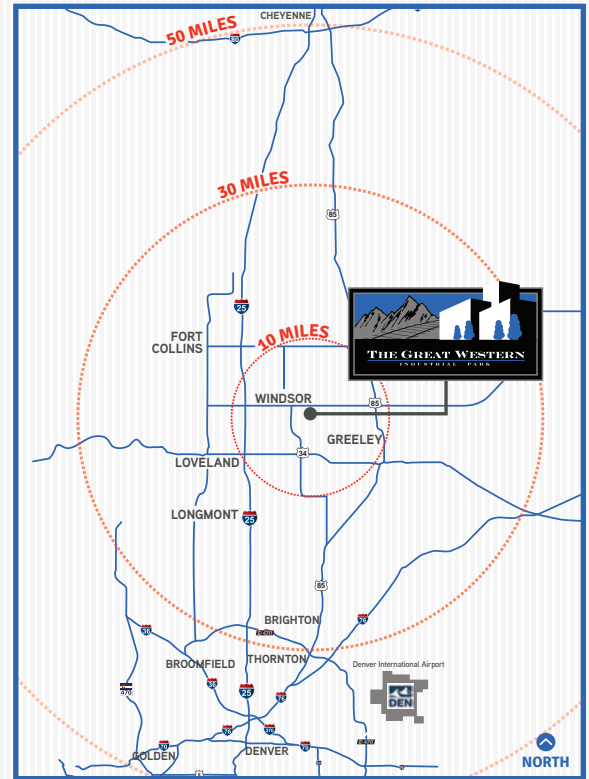 CHEYENNE
50 MILES
80
30 MILES
85
25
10 MILES
FORT
COLLINS
THE GREAT WESTERN
INDUSTRIAL PARK
WINDSOR
85
GREELEY
34
LOVELAND
LONGMONT
25
85
BRIGHTON
76
36
E-470
THORNTON
BROOMFIELD
Denver International Airport
36
470
25
76
DEN
76
270
E-470
70
70
GOLDEN
DENVER
NORTH